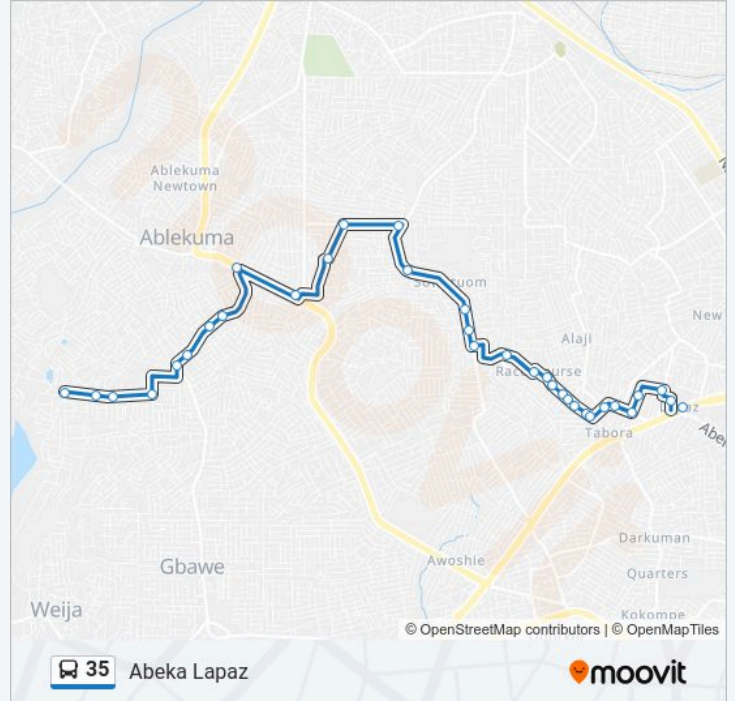 Ablekuma
Newtown
Ablekuma
New
Alaji
Tabora
Abe
Darkuman
Quarters
Awoshie
Gbawe
Weija
Kokompe
© OpenStreetMap contributors | © OpenMapTiles
35 Abeka Lapaz
moovit